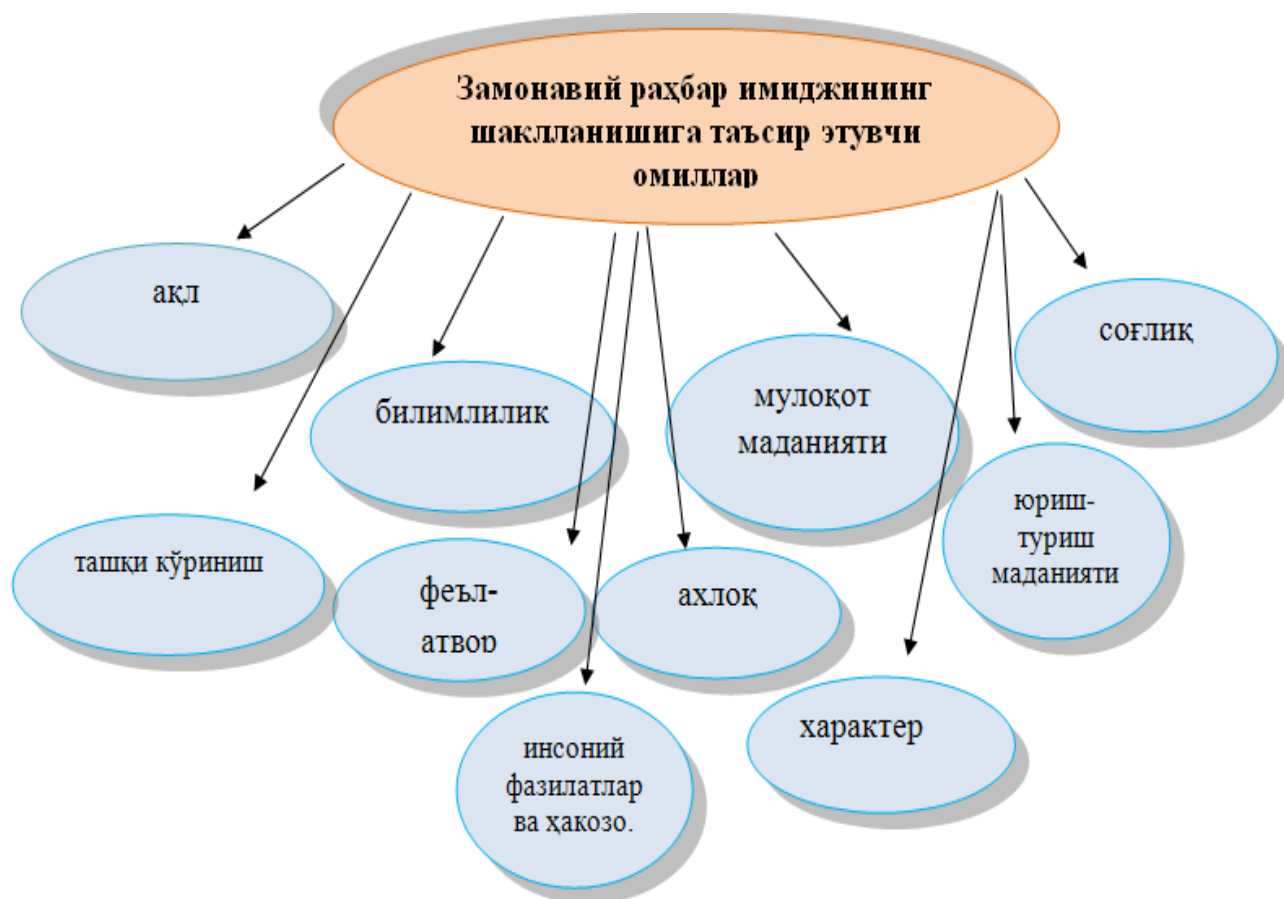 Замонавий раҳбар имиджининг
шаклланишига таъсир этувчи
омиллар
ақл
соғлиқ
билимлилик
мулоқот
маданияти
юриш-
туриш
маданияти
ташқи кўриниш
феъл-
атвор
ахлоқ
характер
инсоний
фазилатлар
ва ҳакозо.